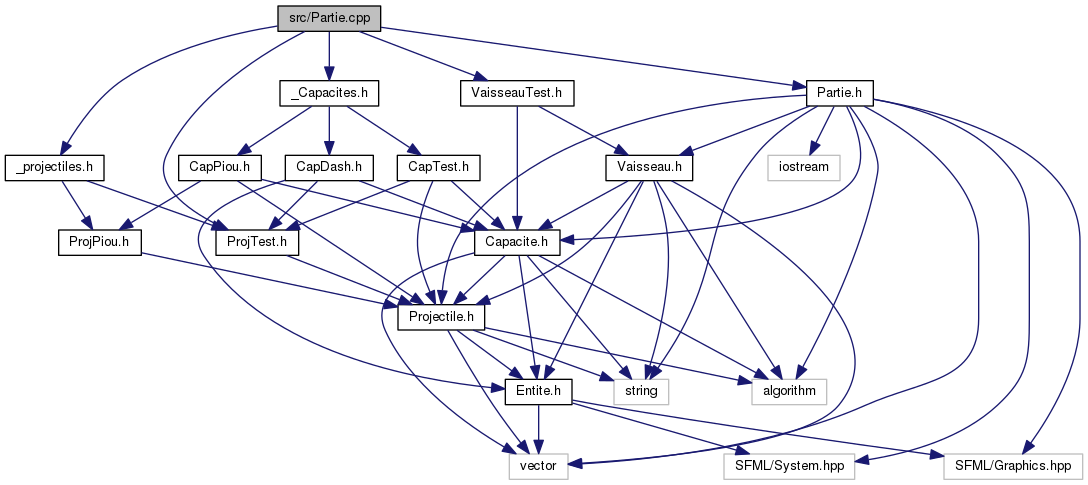 src/Partie.cpp
_Capacites.h
VaisseauTest.h
Partie.h
_projectiles.h
CapPiou.h
CapDash.h
CapTest.h
Vaisseau.h
iostream
ProjPiou.h
ProjTest.h
Capacite.h
Projectile.h
Entite.h
string
algorithm
vector
SFML/System.hpp
SFML/Graphics.hpp